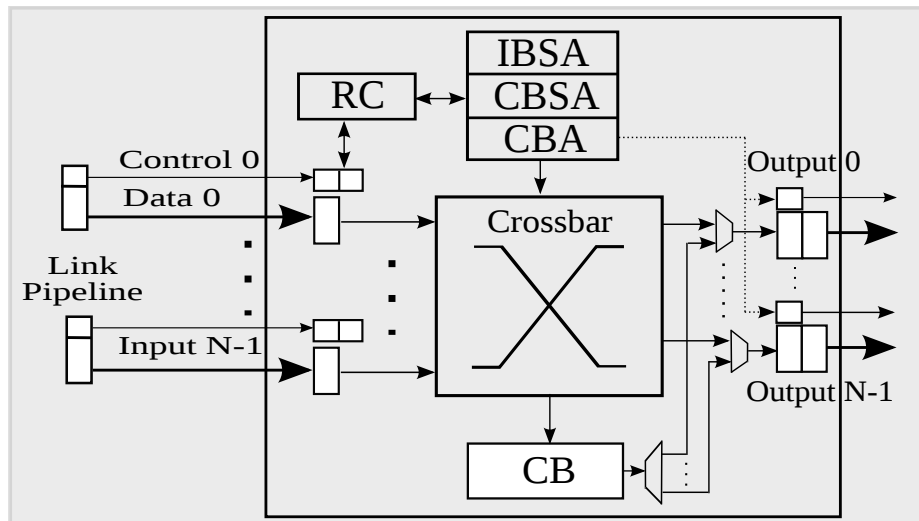 IBSA
RC
CBSA
CBA
Control 0
Output 0
Data 0
Crossbar
Link
Pipeline
Input N-1
Output N-1
CB